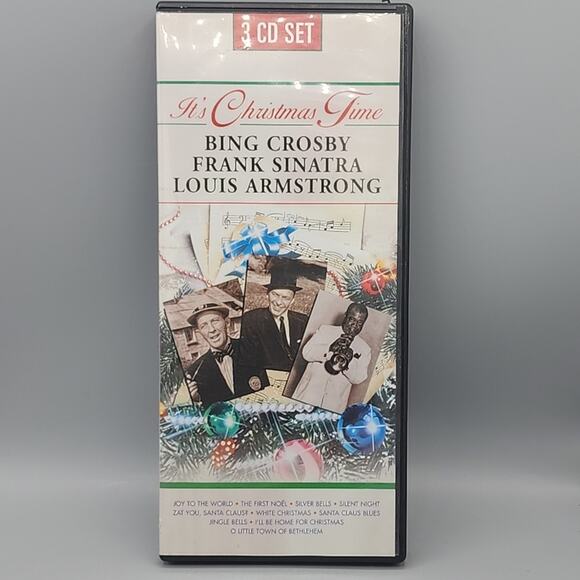 3 CD SET
It's Christmas Time
BING CROSBY
FRANK SINATRA
LOUIS ARMSTRONG
JOY TO THE WORLD • THE FIRST NOËL • SILVER BELLS • SILENT NIGHT
ZAT YOU, SANTA CLAUS? • WHITE CHRISTMAS • SANTA CLAUS BLUES
JINGLE BELLS • I'LL BE HOME FOR CHRISTMAS
O LITTLE TOWN OF BETHLEHEM